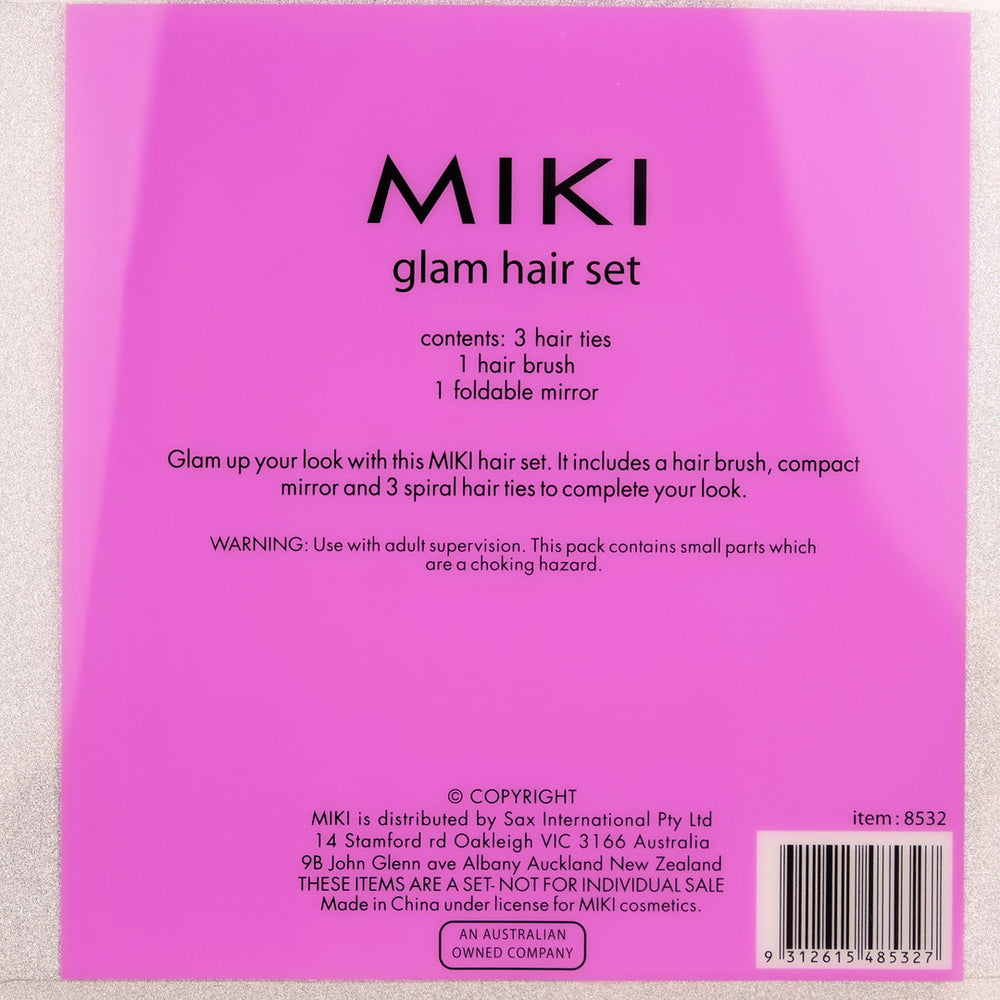 MIKI
glam hair set
contents: 3 hair ties
1 hair brush
1 foldable mirror
Glam up your look with this MIKI hair set. It includes a hair brush, compact
mirror and 3 spiral hair ties to complete your look.
WARNING: Use with adult supervision. This pack contains small parts which
are a choking hazard.
© COPYRIGHT
MIKI is distributed by Sax International Pty Ltd
14 Stamford rd Oakleigh VIC 3166 Australia
9B John Glenn ave Albany Auckland New Zealand
THESE ITEMS ARE A SET- NOT FOR INDIVIDUAL SALE
Made in China under license for MIKI cosmetics.
AN AUSTRALIAN
OWNED COMPANY
item: 8532
9 312615 485327